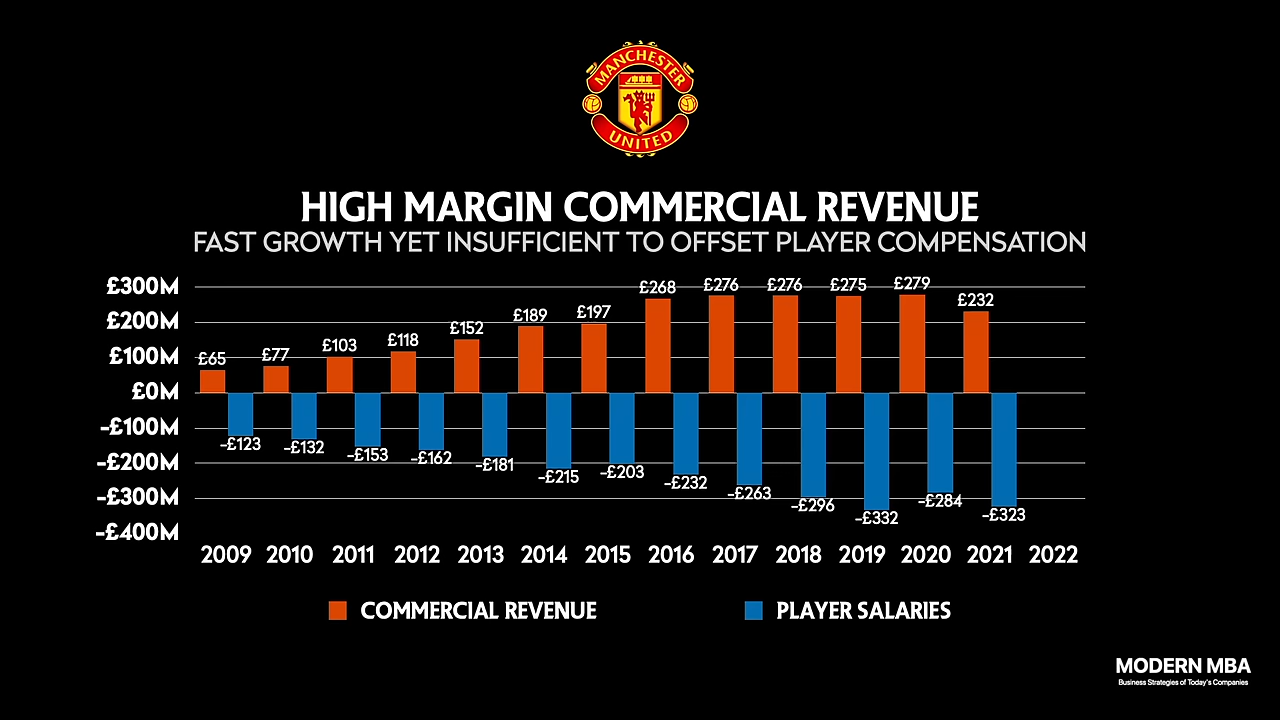 MANCHESTER
UNITED
HIGH MARGIN COMMERCIAL REVENUE
FAST GROWTH YET INSUFFICIENT TO OFFSET PLAYER COMPENSATION
£300M
£200M
£100M
£0M
-£100M
-£200M
-£300M
-£400M
£65 £77 £103 £118 £152 £189 £197 £268 £276 £276 £275 £279 £232
-£123 -£132 -£153 -£162 -£181 -£215 -£203 -£232 -£263 -£296 -£332 -£284 -£323
2009 2010 2011 2012 2013 2014 2015 2016 2017 2018 2019 2020 2021 2022
COMMERCIAL REVENUE PLAYER SALARIES
MODERN MBA
Business Strategies of Today's Companies